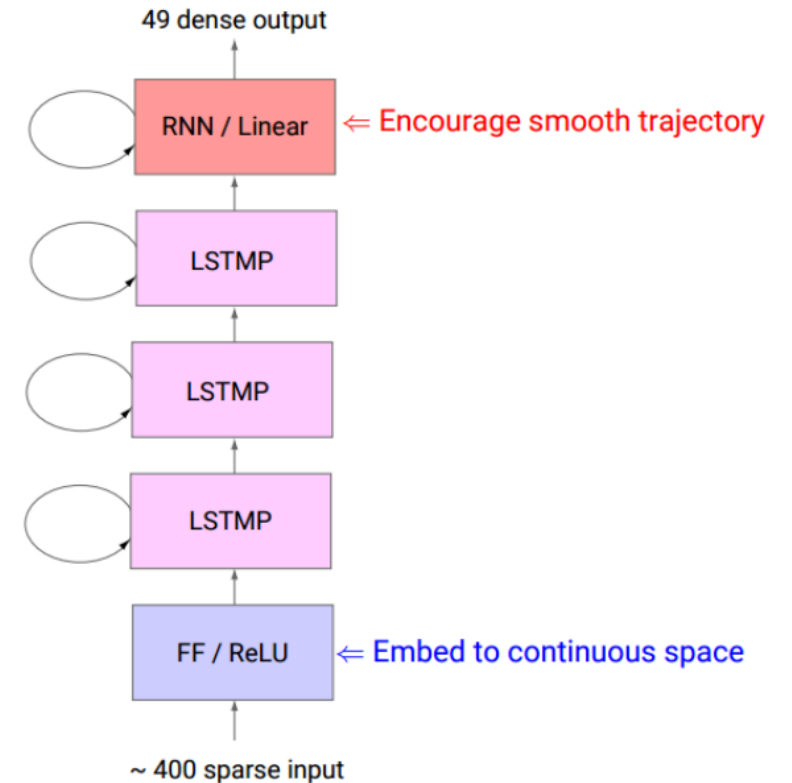 49 dense output
RNN / Linear
⇐ Encourage smooth trajectory
LSTMP
LSTMP
LSTMP
FF / ReLU
⇐ Embed to continuous space
~ 400 sparse input